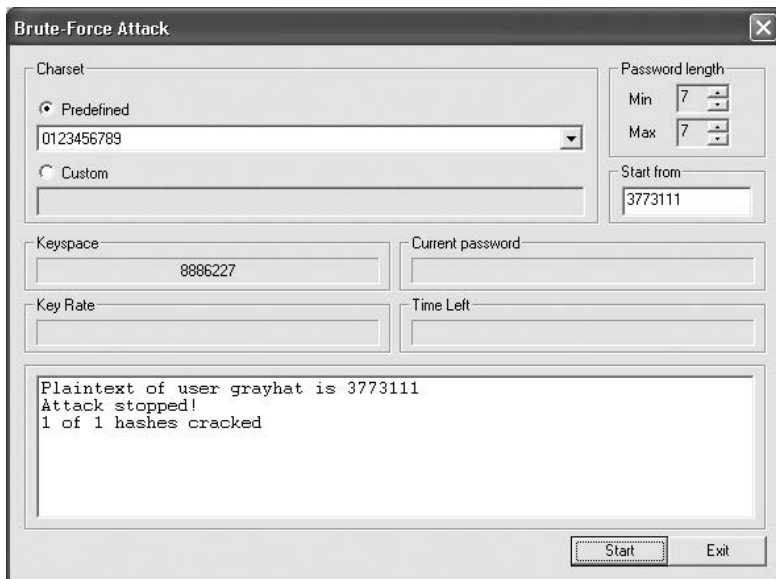 Brute-Force Attack
Charset
Predefined
0123456789
Custom
Password length
Min 7
Max 7
Start from
3773111
Keyspace
8886227
Current password
Key Rate
Time Left
Plaintext of user grayhat is 3773111
Attack stopped!
1 of 1 hashes cracked
Start
Exit